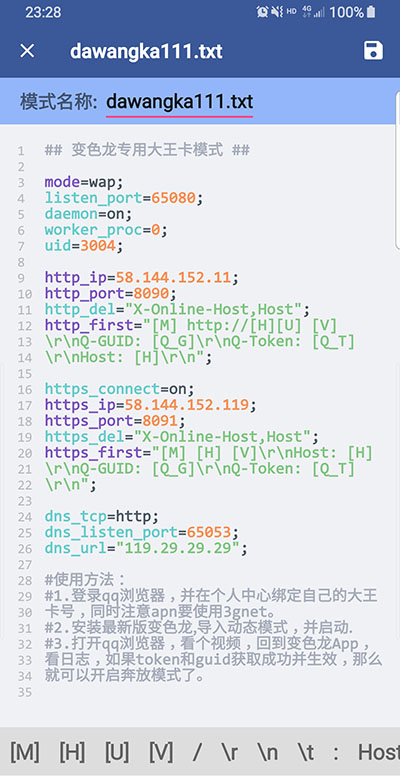 23:28 HD 4G 100%
dawangka111.txt
模式名称: dawangka111.txt
1 ## 变色龙专用大王卡模式 ##
2
3 mode=wap;
4 listen_port=65080;
5 daemon=on;
6 worker_proc=0;
7 uid=3004;
8
9 http_ip=58.144.152.11;
10 http_port=8090;
11 http_del="X-Online-Host,Host";
12 http_first="[M] http://[H][U] [V]
13 \r\nQ-GUID: [Q_G]\r\nQ-Token: [Q_T]
14 \r\nHost: [H]\r\n";
15
16 https_connect=on;
17 https_ip=58.144.152.119;
18 https_port=8091;
19 https_del="X-Online-Host,Host";
20 https_first="[M] [H] [V]\r\nHost: [H]
21 \r\nQ-GUID: [Q_G]\r\nQ-Token: [Q_T]
22 \r\n";
23
24 dns_tcp=http;
25 dns_listen_port=65053;
26 dns_url="119.29.29.29";
27
28 #使用方法：
29 #1.登录qq浏览器，并在个人中心绑定自己的大王
30 卡号，同时注意apn要使用3gnet。
31 #2.安装最新版变色龙,导入动态模式，并启动.
32 #3.打开qq浏览器，看个视频，回到变色龙App，
33 看日志，如果token和guid获取成功并生效，那么
34 就可以开启奔放模式了。
35
[M] [H] [U] [V] / \r \n \t : Host